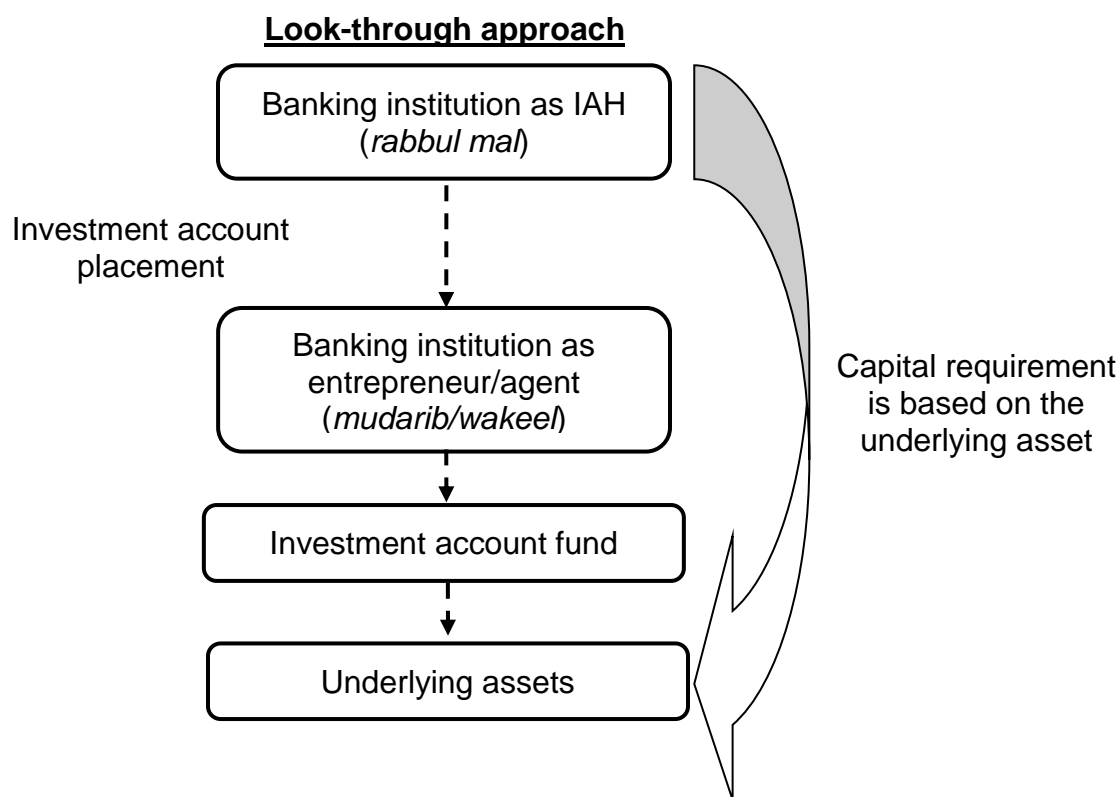 Look-through approach
Banking institution as IAH
(rabbul mal)
Investment account
placement
Banking institution as
entrepreneur/agent
(mudarib/wakeel)
Capital requirement
is based on the
underlying asset
Investment account fund
Underlying assets